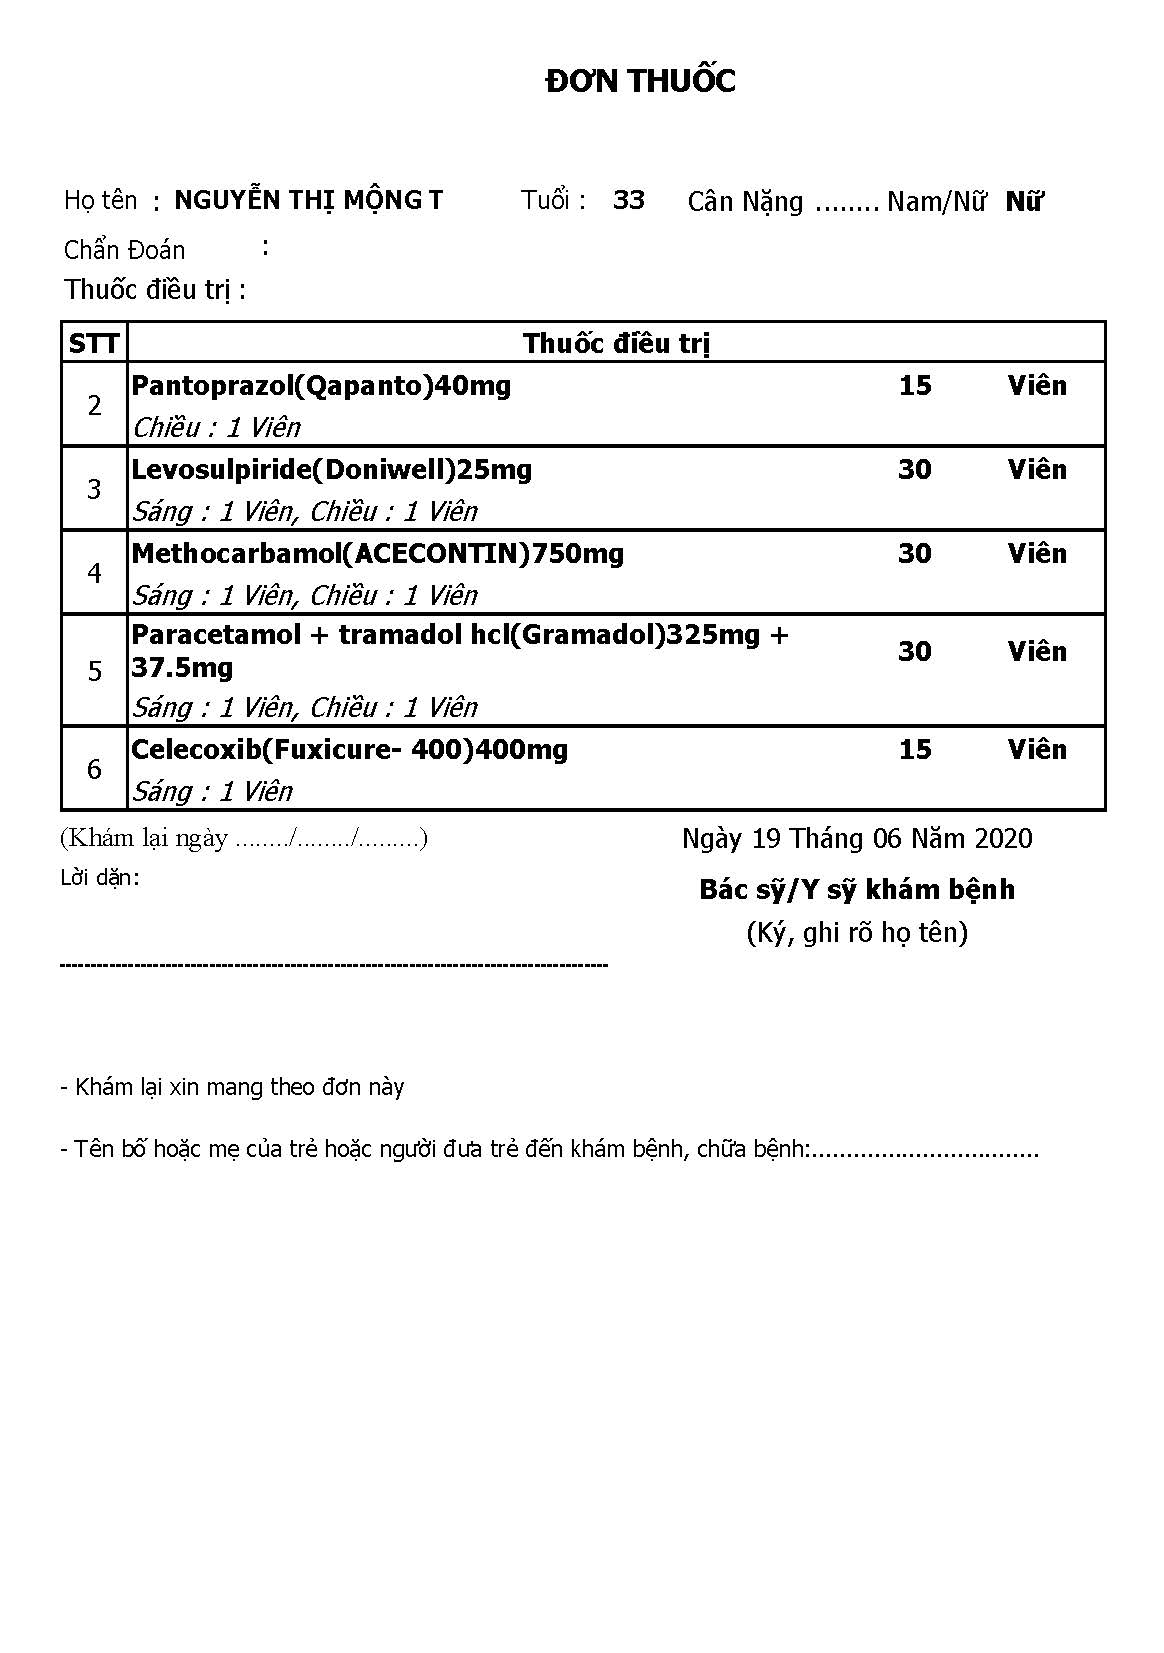 ĐƠN THUỐC
Họ tên : NGUYỄN THỊ MỘNG T Tuổi : 33 Cân Nặng ........ Nam/Nữ Nữ
Chẩn Đoán :
Thuốc điều trị :
STT Thuốc điều trị
2 Pantoprazol(Qapanto)40mg 15 Viên
Chiều : 1 Viên
3 Levosulpiride(Doniwell)25mg 30 Viên
Sáng : 1 Viên, Chiều : 1 Viên
4 Methocarbamol(ACECONTIN)750mg 30 Viên
Sáng : 1 Viên, Chiều : 1 Viên
5 Paracetamol + tramadol hcl(Gramadol)325mg +
37.5mg 30 Viên
Sáng : 1 Viên, Chiều : 1 Viên
6 Celecoxib(Fuxicure- 400)400mg 15 Viên
Sáng : 1 Viên
(Khám lại ngày ......../......../.........) Ngày 19 Tháng 06 Năm 2020
Lời dặn:
Bác sỹ/Y sỹ khám bệnh
(Ký, ghi rõ họ tên)
- Khám lại xin mang theo đơn này
- Tên bố hoặc mẹ của trẻ hoặc người đưa trẻ đến khám bệnh, chữa bệnh:.................................